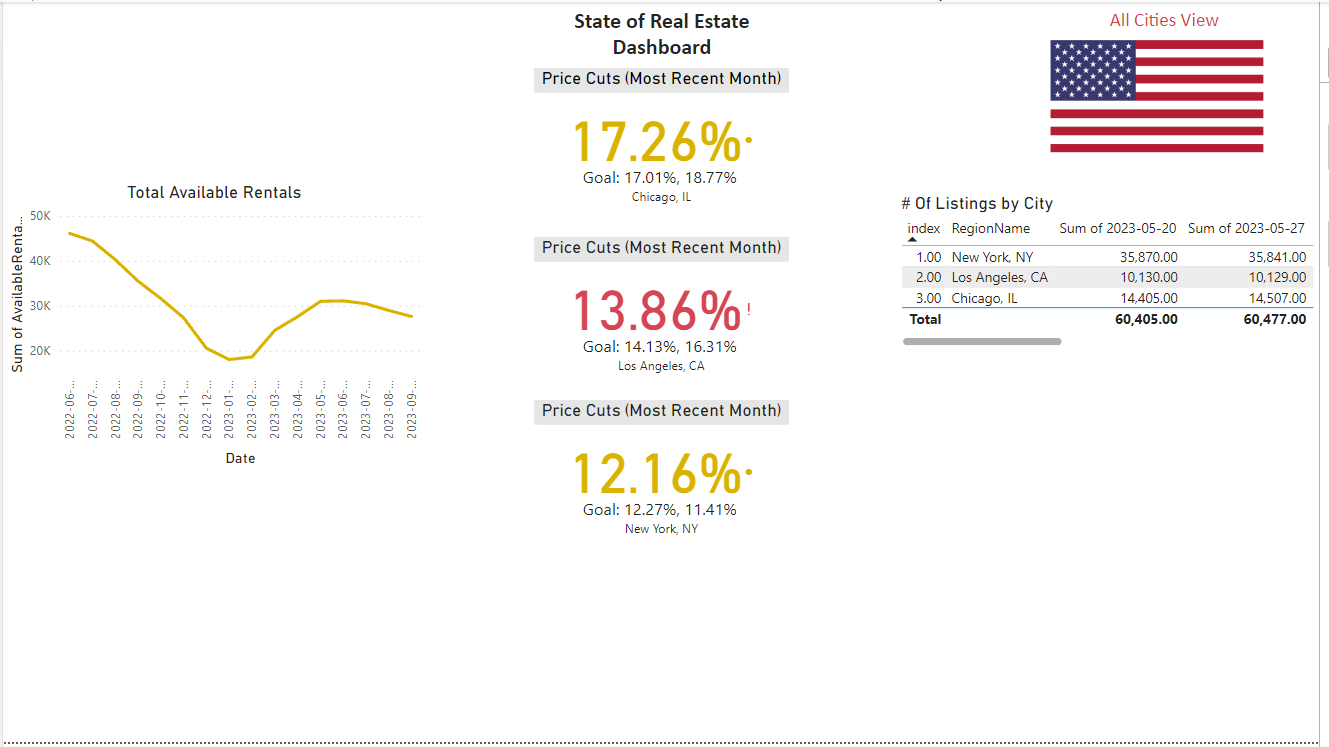 State of Real Estate
Dashboard
All Cities View
Price Cuts (Most Recent Month)
17.26%
Goal: 17.01%, 18.77%
Chicago, IL
Price Cuts (Most Recent Month)
13.86%!
Goal: 14.13%, 16.31%
Los Angeles, CA
Price Cuts (Most Recent Month)
12.16%
Goal: 12.27%, 11.41%
New York, NY
Total Available Rentals
Sum of AvailableRenta...
50K
40K
30K
20K
2022-06-...
2022-07-...
2022-08-...
2022-09-...
2022-10-...
2022-11-...
2022-12-...
2023-01-...
2023-02-...
2023-03-...
2023-04-...
2023-05-...
2023-06-...
2023-07-...
2023-08-...
2023-09-...
Date
# Of Listings by City
index RegionName Sum of 2023-05-20 Sum of 2023-05-27
1.00 New York, NY 35,870.00 35,841.00
2.00 Los Angeles, CA 10,130.00 10,129.00
3.00 Chicago, IL 14,405.00 14,507.00
Total 60,405.00 60,477.00